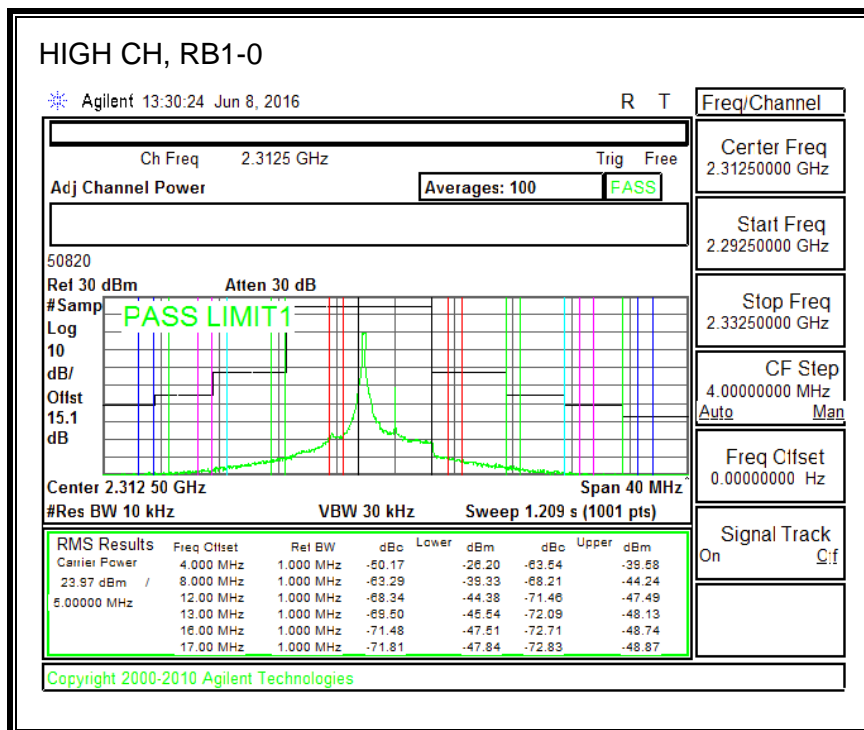 HIGH CH, RB1-0
Agilent 13:30:24 Jun 8, 2016 R T
Freq/Channel
Ch Freq 2.3125 GHz Trig Free
Adj Channel Power Averages: 100 PASS
Center Freq
2.31250000 GHz
Start Freq
2.29250000 GHz
50820
Ref 30 dBm Atten 30 dB
#Samp
Log
10
dB/
Offst
15.1
dB
PASS LIMIT1
Stop Freq
2.33250000 GHz
CF Step
4.00000000 MHz
Auto Man
Freq Offset
0.00000000 Hz
Center 2.312 50 GHz Span 40 MHz
#Res BW 10 kHz VBW 30 kHz Sweep 1.209 s (1001 pts)
Signal Track
On Off
RMS Results Freq Offset Ref BW dBc Lower dBm dBc Upper dBm
Carrier Power 4.000 MHz 1.000 MHz -50.17 -26.20 -63.54 -39.58
23.97 dBm / 8.000 MHz 1.000 MHz -63.29 -39.33 -68.21 -44.24
5.00000 MHz 12.00 MHz 1.000 MHz -68.34 -44.38 -71.46 -47.49
13.00 MHz 1.000 MHz -69.50 -45.54 -72.09 -48.13
16.00 MHz 1.000 MHz -71.48 -47.51 -72.71 -48.74
17.00 MHz 1.000 MHz -71.81 -47.84 -72.83 -48.87
Copyright 2000-2010 Agilent Technologies